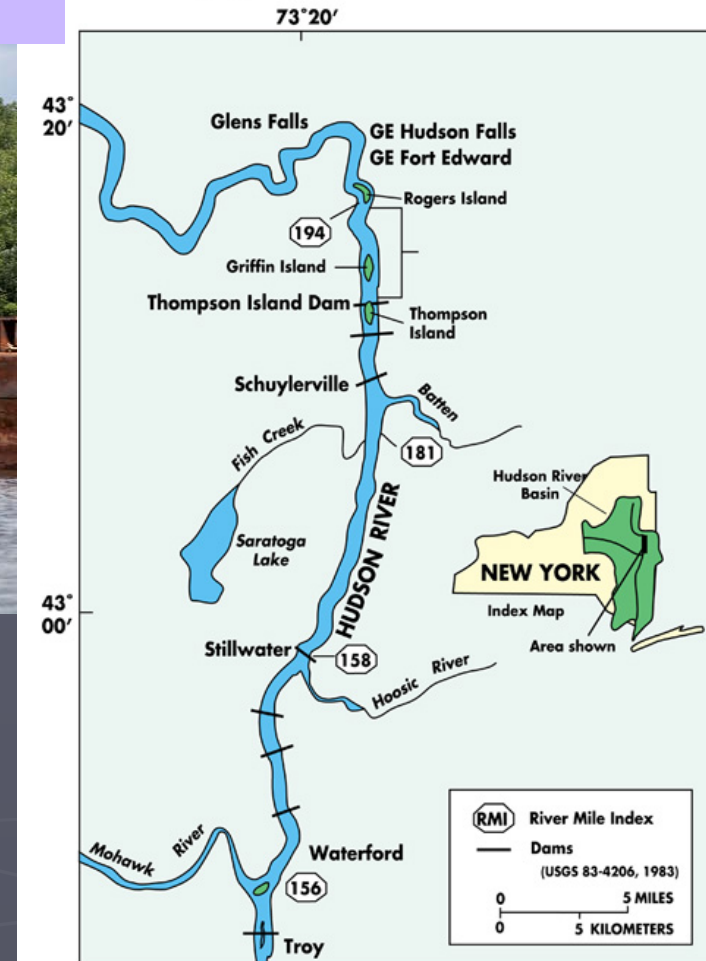 73°20′
43°
20′
Glens Falls
GE Hudson Falls
GE Fort Edward
Rogers Island
194
Griffin Island
Thompson Island Dam
Thompson
Island
Schuylerville
Batten
Fish Creek
181
Hudson River
Basin
Saratoga
Lake
HUDSON RIVER
NEW YORK
Index Map
Area shown
43°
00′
Stillwater
158
Hoosic River
Mohawk River
Waterford
156
Troy
RMI River Mile Index
Dams
(USGS 83-4206, 1983)
0 5 MILES
0 5 KILOMETERS